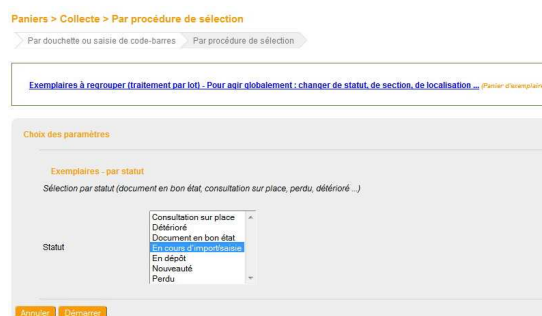 Paniers > Collecte > Par procédure de sélection
Par douchette ou saisie de code-barres
Par procédure de sélection
Exemplaires à regrouper (traitement par lot) - Pour agir globalement : changer de statut, de section, de localisation ... (Panier d'exemplaire
Choix des paramètres
Exemplaires - par statut
Sélection par statut (document en bon état, consultation sur place, perdu, détérioré ...)
Consultation sur place
Détérioré
Document en bon état
Statut
En cours d'import/saisie
En dépôt
Nouveauté
Perdu
Annuler
Démarrer